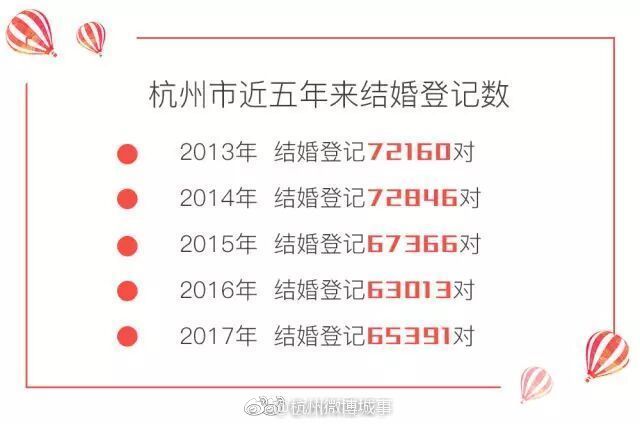 杭州市近五年来结婚登记数
2013年 结婚登记72160对
2014年 结婚登记72846对
2015年 结婚登记67366对
2016年 结婚登记63013对
2017年 结婚登记65391对
@杭州微博城事